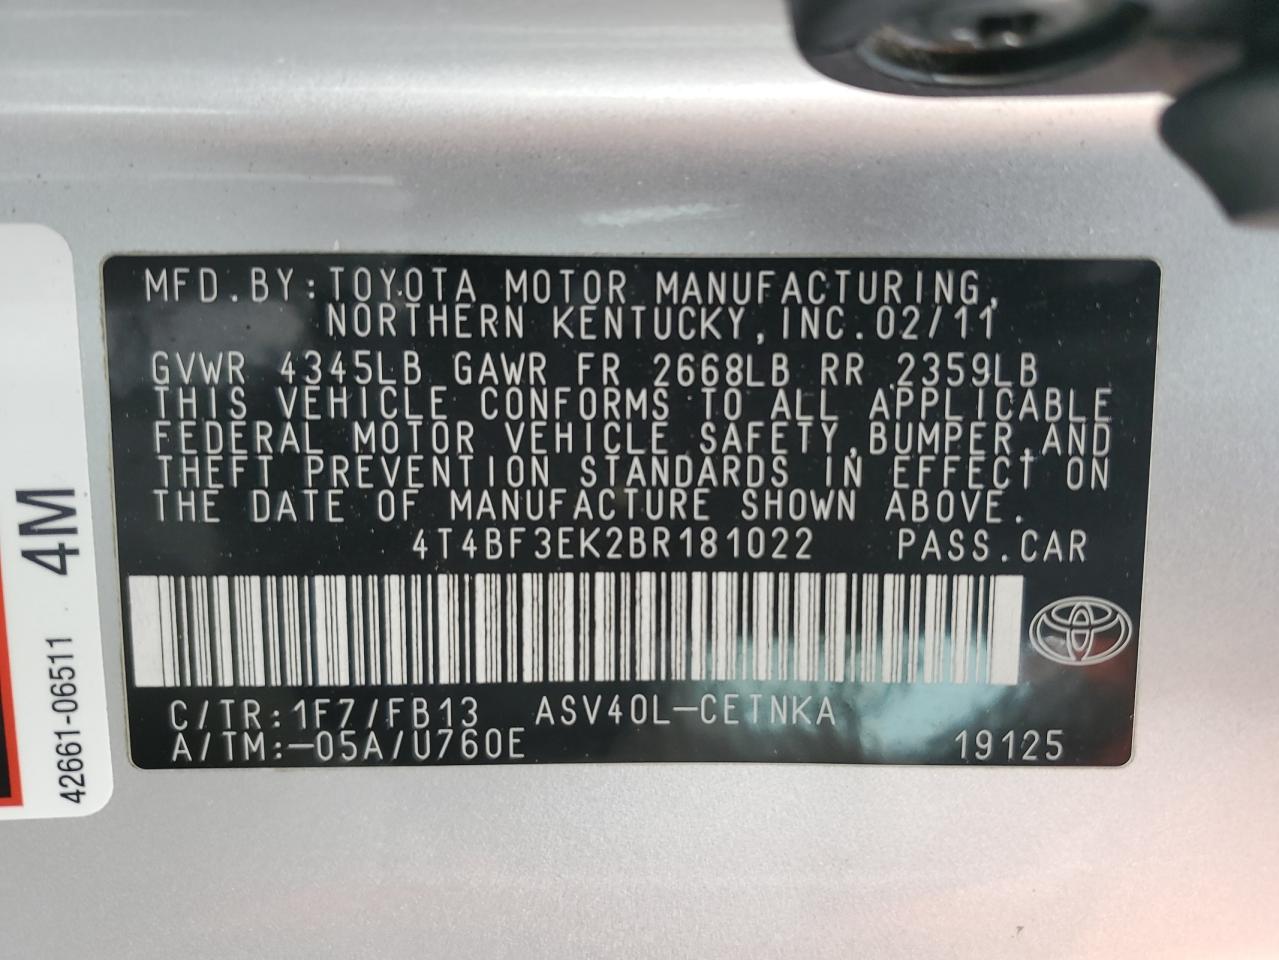 MFD.BY:TOYOTA MOTOR MANUFACTURING,
NORTHERN KENTUCKY,INC.02/11
GVWR 4345LB GAWR FR 2668LB RR 2359LB
THIS VEHICLE CONFORMS TO ALL APPLICABLE
FEDERAL MOTOR VEHICLE SAFETY,BUMPER,AND
THEFT PREVENTION STANDARDS IN EFFECT ON
THE DATE OF MANUFACTURE SHOWN ABOVE.
4T4BF3EK2BR181022 PASS.CAR
C/TR:1F7/FB13 ASV40L-CETNKA
A/TM:-05A/U760E 19125
42661-06511 4M